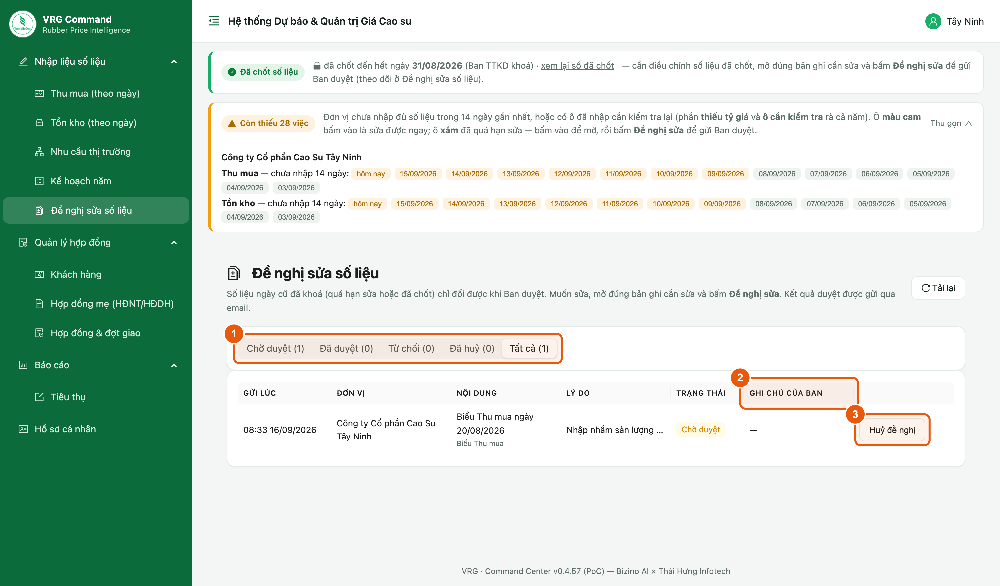 VRG Command
Rubber Price Intelligence
Nhập liệu số liệu
Thu mua (theo ngày)
Tồn kho (theo ngày)
Nhu cầu thị trường
Kế hoạch năm
Đề nghị sửa số liệu
Quản lý hợp đồng
Khách hàng
Hợp đồng mẹ (HĐNT/HĐDH)
Hợp đồng & đợt giao
Báo cáo
Tiêu thụ
Hồ sơ cá nhân
Hệ thống Dự báo & Quản trị Giá Cao su
Tây Ninh
Đã chốt số liệu
đã chốt đến hết ngày 31/08/2026 (Ban TTKD khoá) · xem lại số đã chốt — cần điều chỉnh số liệu đã chốt, mở đúng bản ghi cần sửa và bấm Đề nghị sửa để gửi
Ban duyệt (theo dõi ở Đề nghị sửa số liệu).
Còn thiếu 28 việc
Đơn vị chưa nhập đủ số liệu trong 14 ngày gần nhất, hoặc có ô đã nhập cần kiểm tra lại (phần thiếu tỷ giá và ô cần kiểm tra rà cả năm). Ô màu cam
bấm vào là sửa được ngay; ô xám đã quá hạn sửa — bấm vào để mở, rồi bấm Đề nghị sửa để gửi Ban duyệt.
Thu gọn
Công ty Cổ phần Cao Su Tây Ninh
Thu mua — chưa nhập 14 ngày: hôm nay 15/09/2026 14/09/2026 13/09/2026 12/09/2026 11/09/2026 10/09/2026 09/09/2026 08/09/2026 07/09/2026 06/09/2026 05/09/2026
04/09/2026 03/09/2026
Tồn kho — chưa nhập 14 ngày: hôm nay 15/09/2026 14/09/2026 13/09/2026 12/09/2026 11/09/2026 10/09/2026 09/09/2026 08/09/2026 07/09/2026 06/09/2026 05/09/2026
04/09/2026 03/09/2026
Đề nghị sửa số liệu
Số liệu ngày cũ đã khoá (quá hạn sửa hoặc đã chốt) chỉ đổi được khi Ban duyệt. Muốn sửa, mở đúng bản ghi cần sửa và bấm Đề nghị sửa. Kết quả duyệt được gửi qua
email.
Tải lại
1
Chờ duyệt (1) Đã duyệt (0) Từ chối (0) Đã huỷ (0) Tất cả (1)
2
GỬI LÚC ĐƠN VỊ NỘI DUNG LÝ DO TRẠNG THÁI GHI CHÚ CỦA BAN
3
08:33 16/09/2026
Công ty Cổ phần Cao Su
Tây Ninh
Biểu Thu mua ngày
20/08/2026
Biểu Thu mua
Nhập nhầm sản lượng ...
Chờ duyệt
—
Huỷ đề nghị
VRG · Command Center v0.4.57 (PoC) — Bizino AI × Thái Hưng Infotech